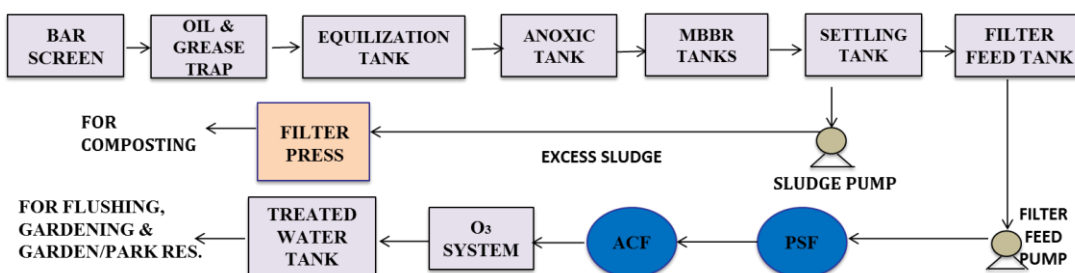 BAR
SCREEN
OIL &
GREASE
TRAP
EQUILIZATION
TANK
ANOXIC
TANK
MBBR
TANKS
SETTLING
TANK
FILTER
FEED TANK
FOR
COMPOSTING
FILTER
PRESS
EXCESS SLUDGE
SLUDGE PUMP
FOR FLUSHING,
GARDENING &
GARDEN/PARK RES.
TREATED
WATER
TANK
O₃
SYSTEM
ACF
PSF
FILTER
FEED
PUMP